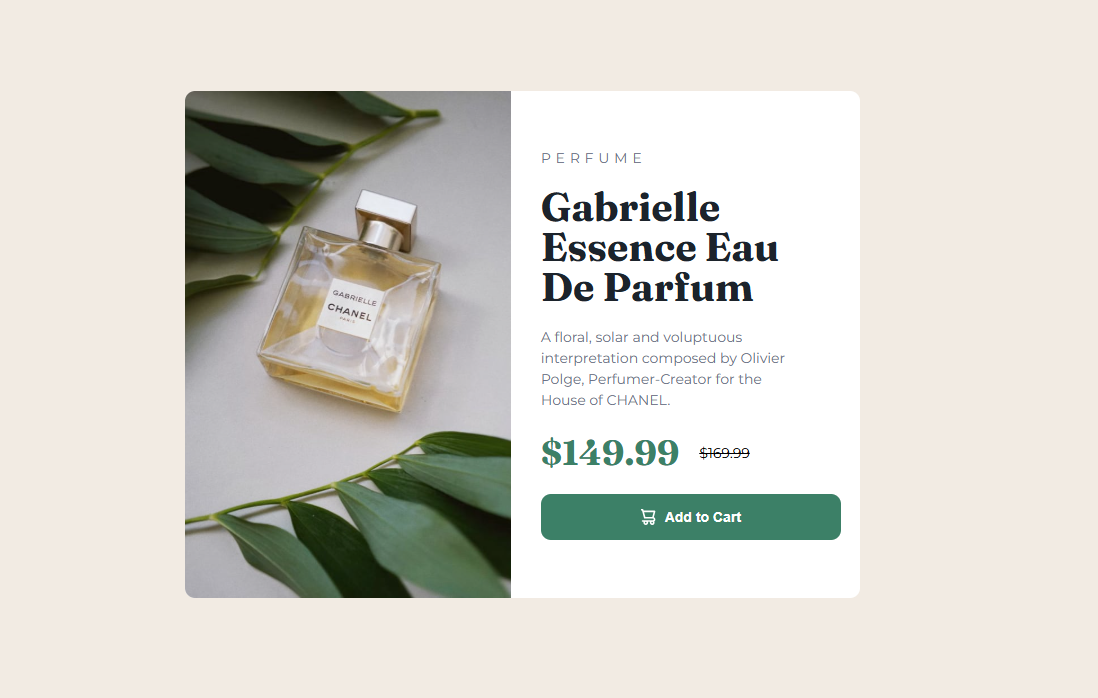 GABRIELLE
CHANEL
PARIS
PERFUME
Gabrielle
Essence Eau
De Parfum
A floral, solar and voluptuous
interpretation composed by Olivier
Polge, Perfumer-Creator for the
House of CHANEL.
$149.99 $169.99
Add to Cart